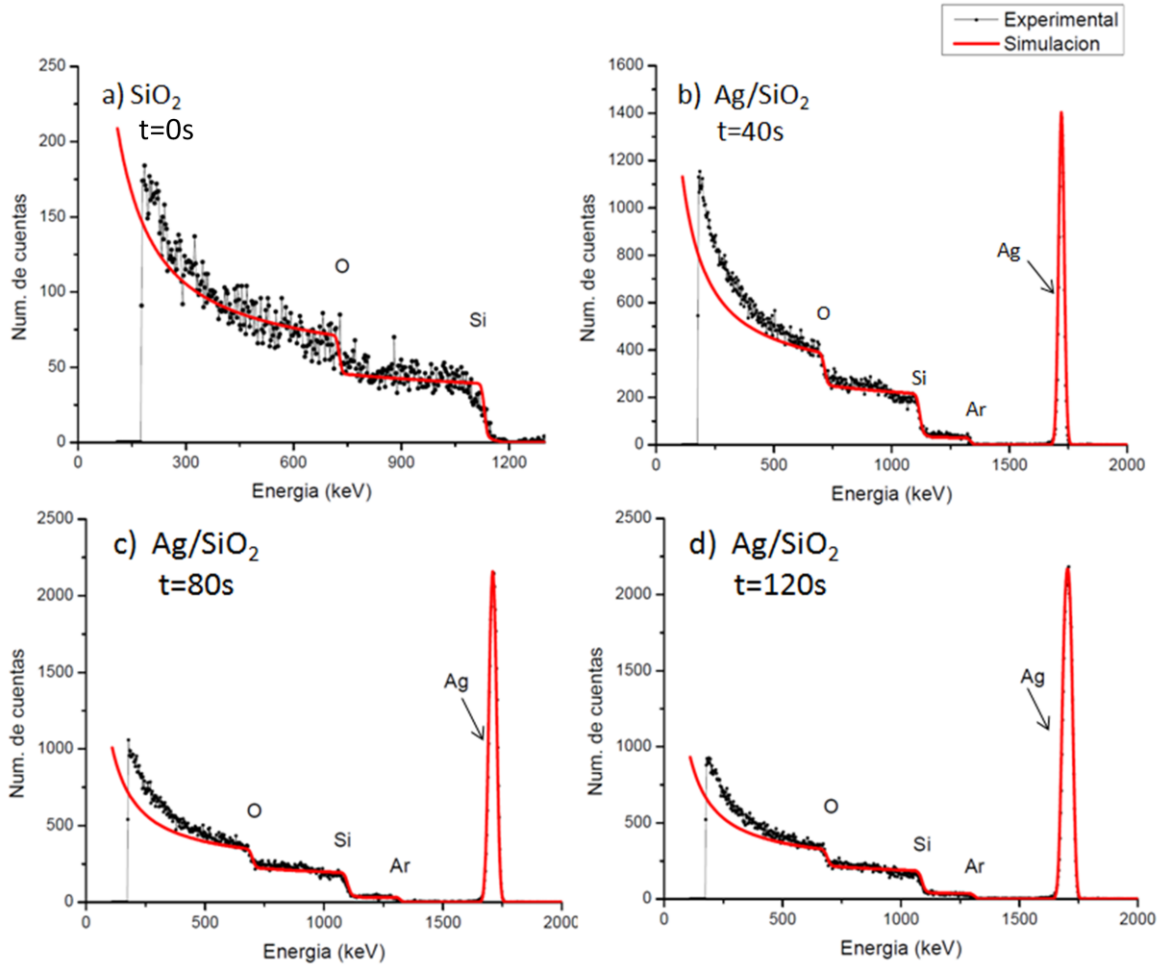 Experimental
Simulacion
a) SiO2
t=0s
O
Si
Num. de cuentas
250
200
150
100
50
0
300
600
900
1200
Energia (keV)
b) Ag/SiO2
t=40s
Ag
O
Si
Ar
Num. de cuentas
1600
1400
1200
1000
800
600
400
200
0
0
500
1000
1500
2000
Energia (keV)
c) Ag/SiO2
t=80s
Ag
O
Si
Ar
Num. de cuentas
2500
2000
1500
1000
500
0
0
500
1000
1500
2000
Energia (keV)
d) Ag/SiO2
t=120s
Ag
O
Si
Ar
Num. de cuentas
2500
2000
1500
1000
500
0
0
500
1000
1500
2000
Energia (keV)